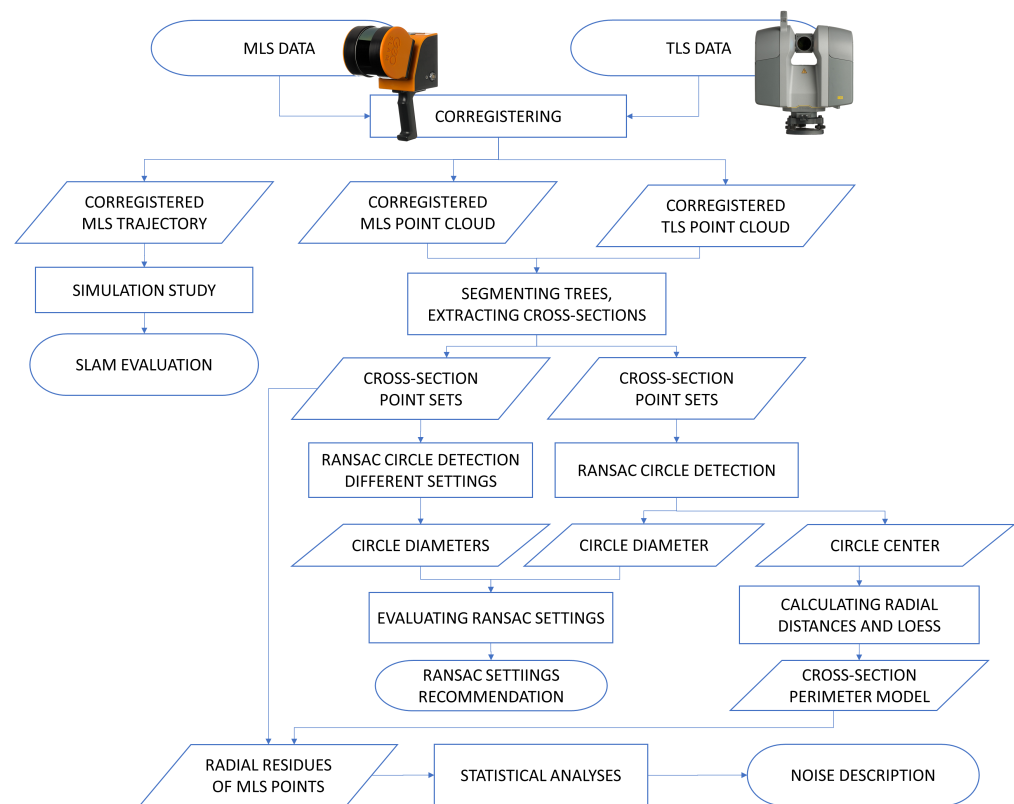 MLS DATA
TLS DATA
CORREGISTERING
CORREGISTERED
MLS TRAJECTORY
CORREGISTERED
MLS POINT CLOUD
CORREGISTERED
TLS POINT CLOUD
SIMULATION STUDY
SEGMENTING TREES,
EXTRACTING CROSS-SECTIONS
SLAM EVALUATION
CROSS-SECTION
POINT SETS
CROSS-SECTION
POINT SETS
RANSAC CIRCLE DETECTION
DIFFERENT SETTINGS
RANSAC CIRCLE DETECTION
CIRCLE DIAMETERS
CIRCLE DIAMETER
CIRCLE CENTER
EVALUATING RANSAC SETTINGS
CALCULATING RADIAL
DISTANCES AND LOESS
RANSAC SETTIINGS
RECOMMENDATION
CROSS-SECTION
PERIMETER MODEL
RADIAL RESIDUES
OF MLS POINTS
STATISTICAL ANALYSES
NOISE DESCRIPTION